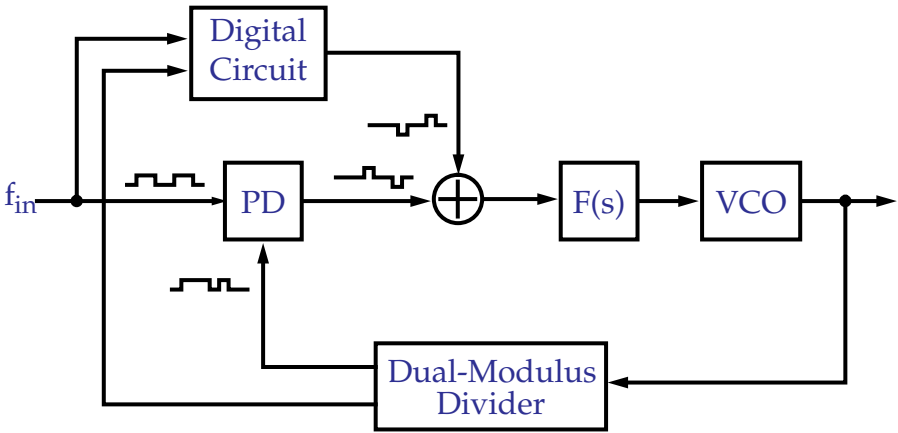 Digital
Circuit
f_in
PD
F(s)
VCO
Dual-Modulus
Divider